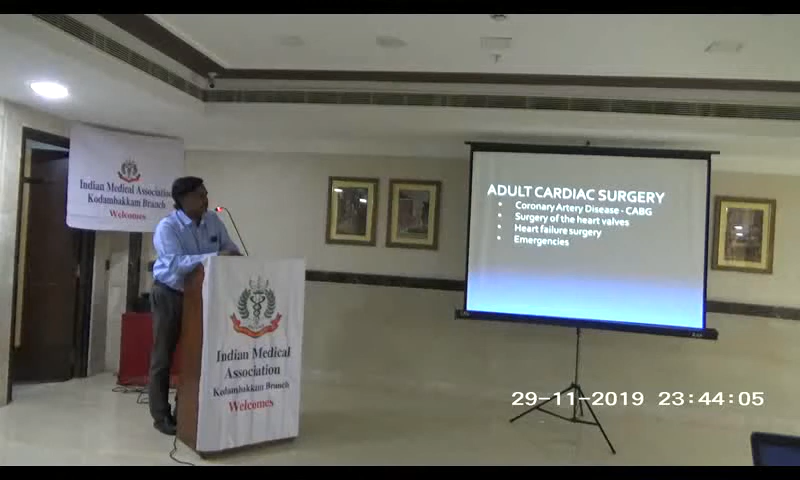 Indian Medical Association
Kodambakkam Branch
Welcomes
ADULT CARDIAC SURGERY
• Coronary Artery Disease - CABG
• Surgery of the heart valves
• Heart failure surgery
• Emergencies
Indian Medical
Association
Kodambakkam Branch
Welcomes
29-11-2019 23:44:05